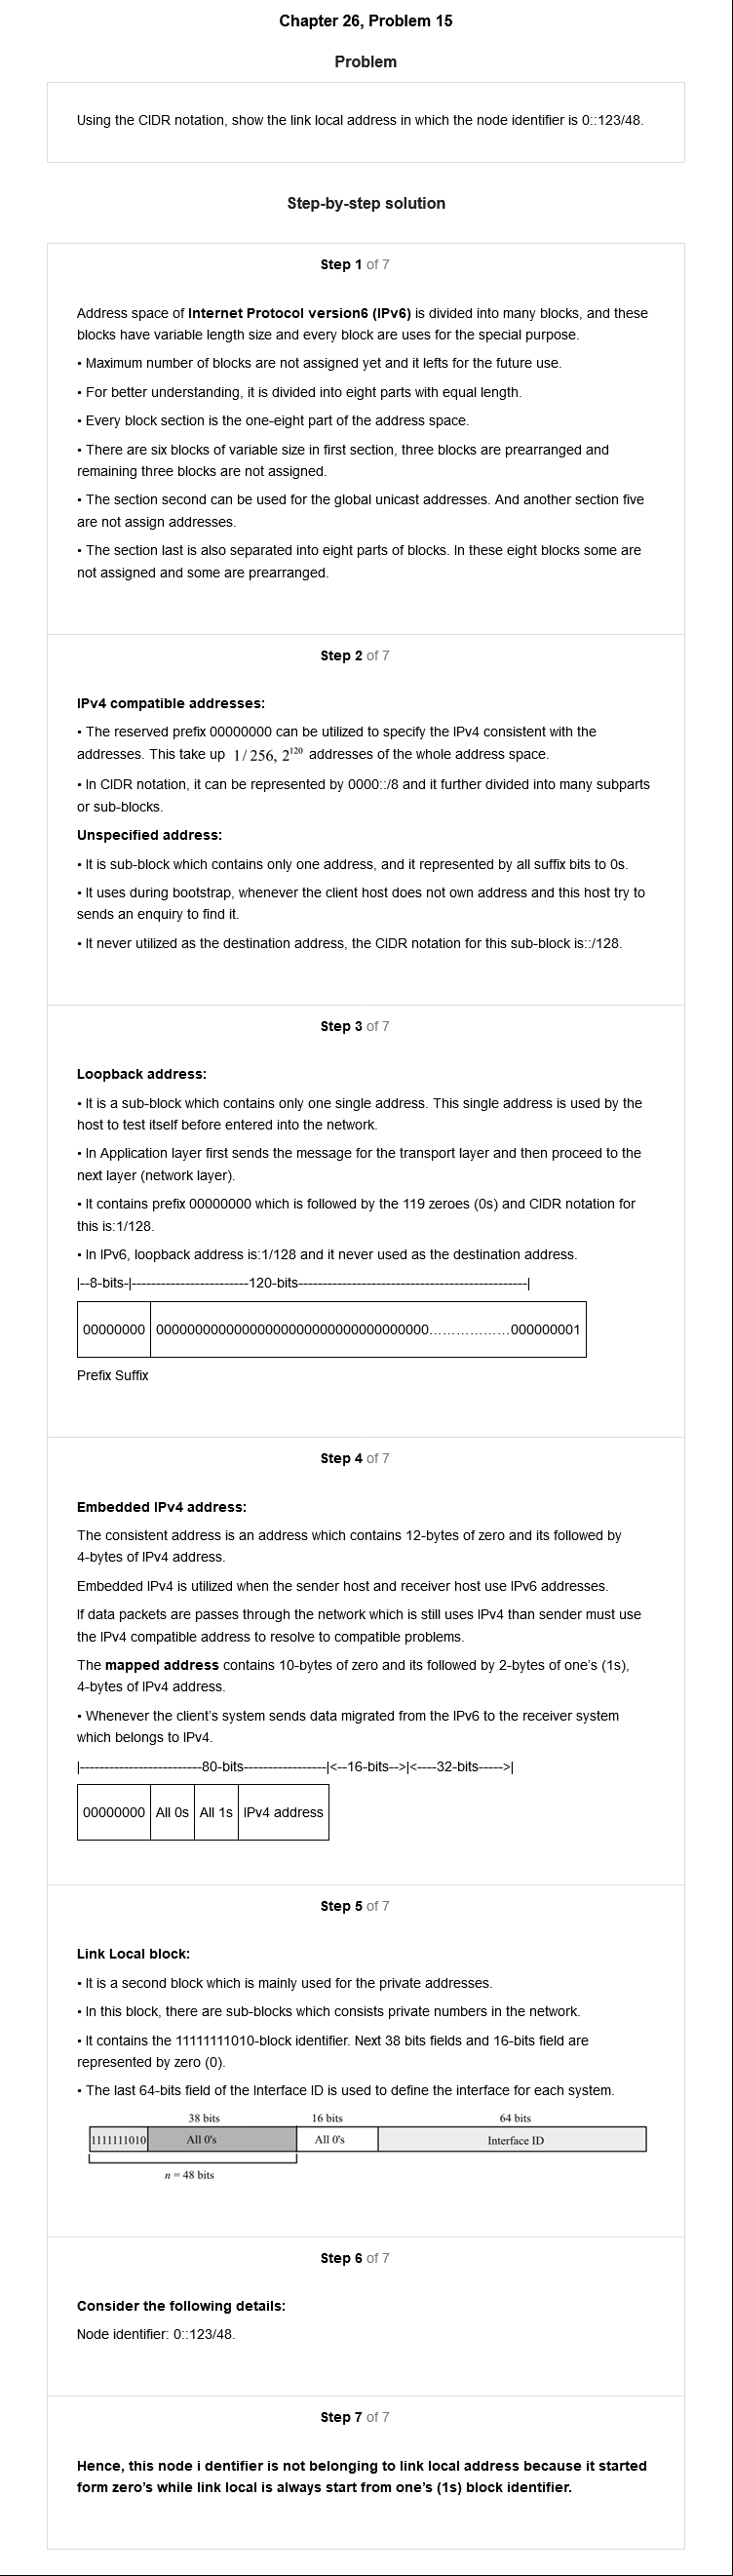 Chapter 26, Problem 15
Problem
Using the CIDR notation, show the link local address in which the node identifier is 0::123/48.
Step-by-step solution
Step 1 of 7
Address space of Internet Protocol version6 (IPv6) is divided into many blocks, and these
blocks have variable length size and every block are uses for the special purpose.
• Maximum number of blocks are not assigned yet and it lefts for the future use.
• For better understanding, it is divided into eight parts with equal length.
• Every block section is the one-eight part of the address space.
• There are six blocks of variable size in first section, three blocks are prearranged and
remaining three blocks are not assigned.
• The section second can be used for the global unicast addresses. And another section five
are not assign addresses.
• The section last is also separated into eight parts of blocks. In these eight blocks some are
not assigned and some are prearranged.
Step 2 of 7
IPv4 compatible addresses:
• The reserved prefix 00000000 can be utilized to specify the IPv4 consistent with the
addresses. This take up 1/256, 2^120 addresses of the whole address space.
• In CIDR notation, it can be represented by 0000::/8 and it further divided into many subparts
or sub-blocks.
Unspecified address:
• It is sub-block which contains only one address, and it represented by all suffix bits to 0s.
• It uses during bootstrap, whenever the client host does not own address and this host try to
sends an enquiry to find it.
• It never utilized as the destination address, the CIDR notation for this sub-block is::/128.
Step 3 of 7
Loopback address:
• It is a sub-block which contains only one single address. This single address is used by the
host to test itself before entered into the network.
• In Application layer first sends the message for the transport layer and then proceed to the
next layer (network layer).
• It contains prefix 00000000 which is followed by the 119 zeroes (0s) and CIDR notation for
this is:1/128.
• In IPv6, loopback address is:1/128 and it never used as the destination address.
|--8-bits-|------------------------120-bits-----------------------------------------------|
00000000 00000000000000000000000000000000000………………000000001
Prefix Suffix
Step 4 of 7
Embedded IPv4 address:
The consistent address is an address which contains 12-bytes of zero and its followed by
4-bytes of IPv4 address.
Embedded IPv4 is utilized when the sender host and receiver host use IPv6 addresses.
If data packets are passes through the network which is still uses IPv4 than sender must use
the IPv4 compatible address to resolve to compatible problems.
The mapped address contains 10-bytes of zero and its followed by 2-bytes of one’s (1s),
4-bytes of IPv4 address.
• Whenever the client’s system sends data migrated from the IPv6 to the receiver system
which belongs to IPv4.
|-------------------------80-bits-----------------|<--16-bits-->|<----32-bits----->|
00000000 All 0s All 1s IPv4 address
Step 5 of 7
Link Local block:
• It is a second block which is mainly used for the private addresses.
• In this block, there are sub-blocks which consists private numbers in the network.
• It contains the 11111111010-block identifier. Next 38 bits fields and 16-bits field are
represented by zero (0).
• The last 64-bits field of the Interface ID is used to define the interface for each system.
38 bits 16 bits 64 bits
1111111010 All 0's All 0's Interface ID
n = 48 bits
Step 6 of 7
Consider the following details:
Node identifier: 0::123/48.
Step 7 of 7
Hence, this node i dentifier is not belonging to link local address because it started
form zero’s while link local is always start from one’s (1s) block identifier.